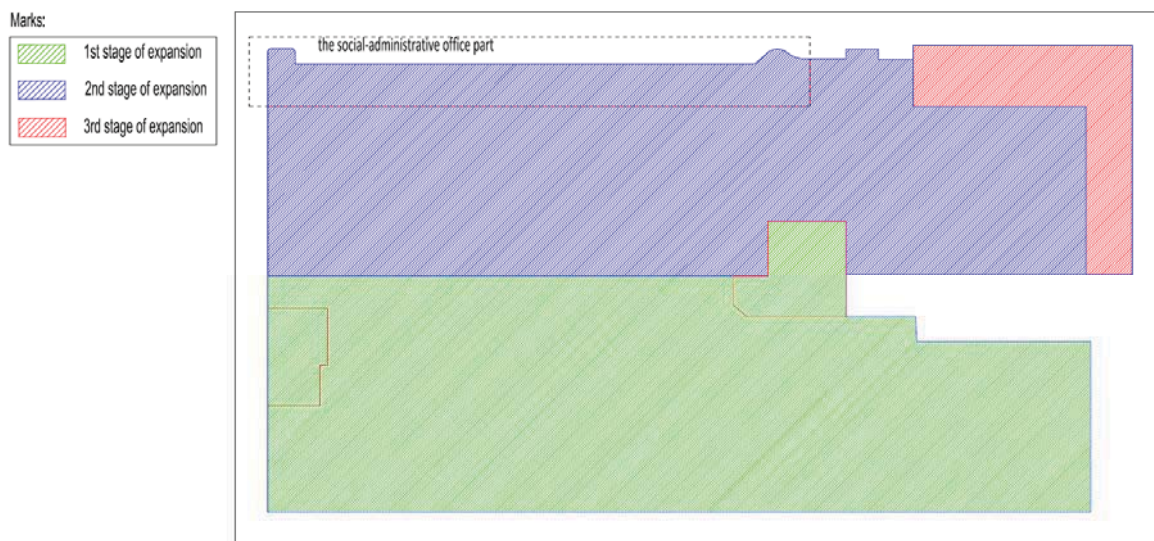 Marks:
1st stage of expansion
2nd stage of expansion
3rd stage of expansion
the social-administrative office part